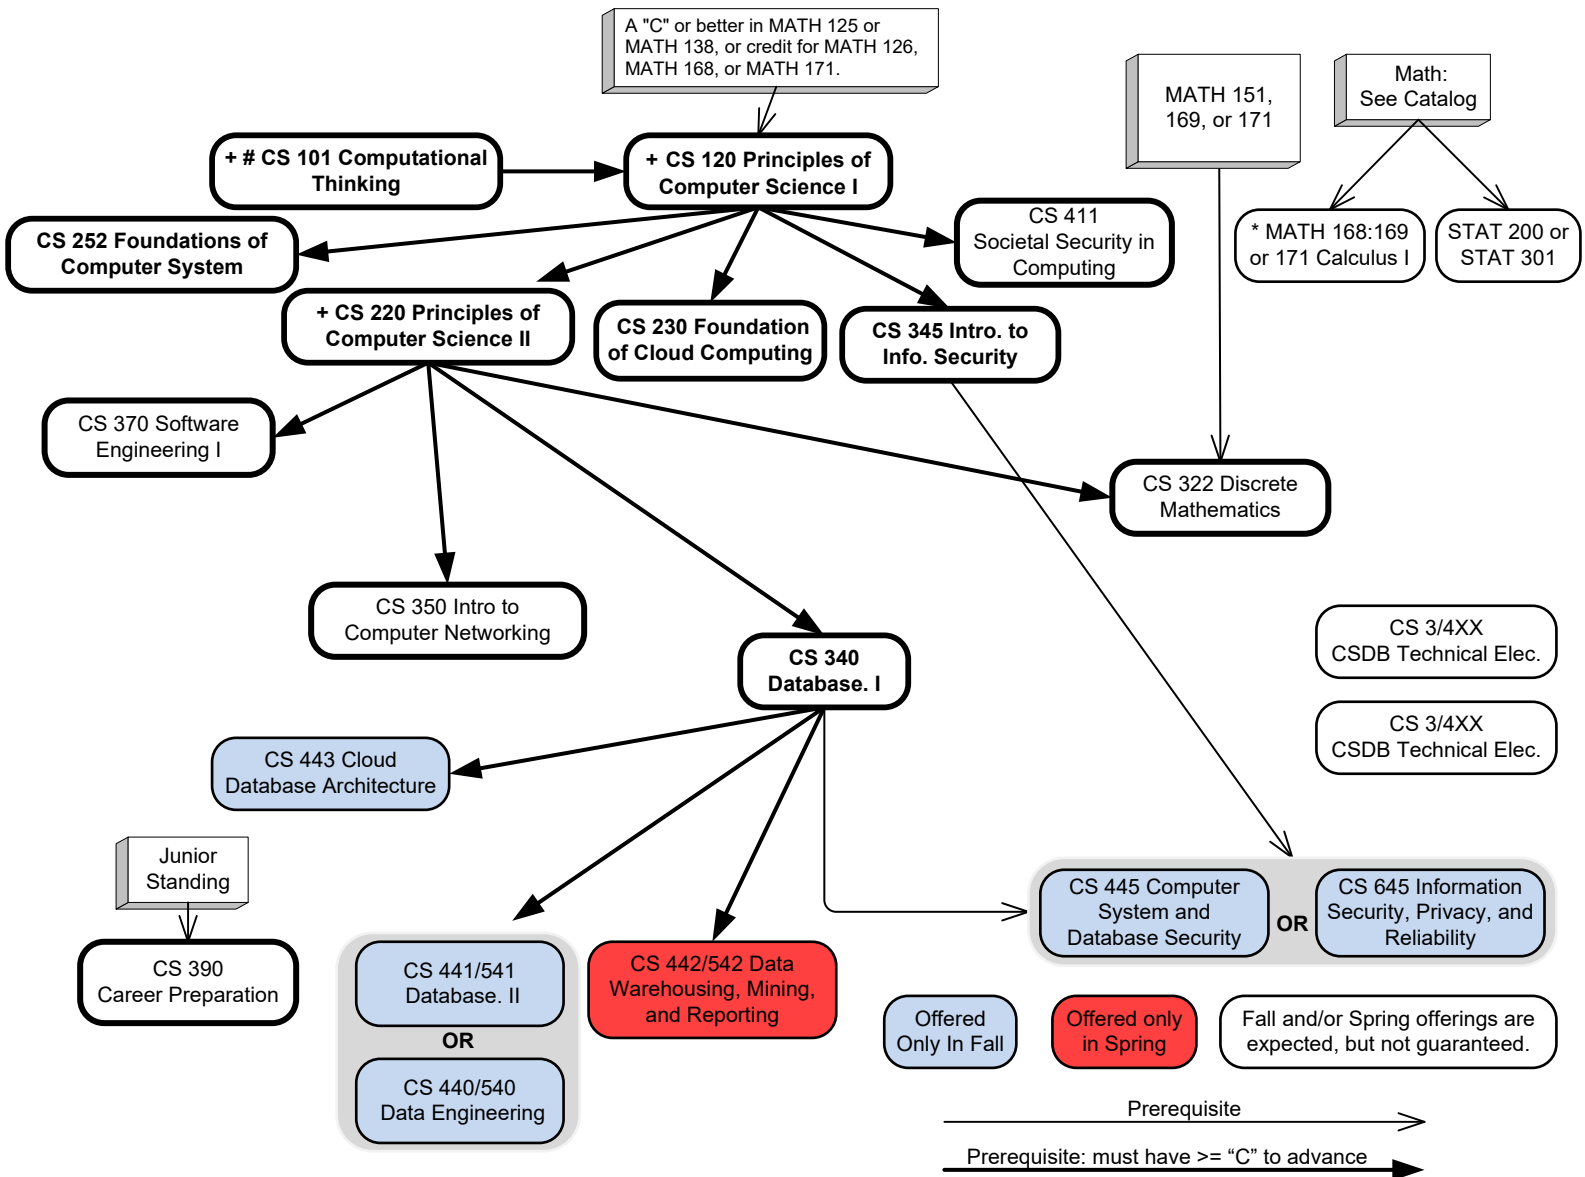 A "C" or better in MATH 125 or
MATH 138, or credit for MATH 126,
MATH 168, or MATH 171.
MATH 151,
169, or 171
Math:
See Catalog
+ # CS 101 Computational
Thinking
+ CS 120 Principles of
Computer Science I
CS 252 Foundations of
Computer System
CS 411
Societal Security in
Computing
* MATH 168:169
or 171 Calculus I
STAT 200 or
STAT 301
+ CS 220 Principles of
Computer Science II
CS 230 Foundation
of Cloud Computing
CS 345 Intro. to
Info. Security
CS 370 Software
Engineering I
CS 322 Discrete
Mathematics
CS 350 Intro to
Computer Networking
CS 340
Database. I
CS 3/4XX
CSDB Technical Elec.
CS 3/4XX
CSDB Technical Elec.
CS 443 Cloud
Database Architecture
Junior
Standing
CS 390
Career Preparation
CS 445 Computer
System and
Database Security
OR
CS 645 Information
Security, Privacy, and
Reliability
CS 441/541
Database. II
OR
CS 440/540
Data Engineering
CS 442/542 Data
Warehousing, Mining,
and Reporting
Offered
Only In Fall
Offered only
in Spring
Fall and/or Spring offerings are
expected, but not guaranteed.
Prerequisite
Prerequisite: must have >= “C” to advance